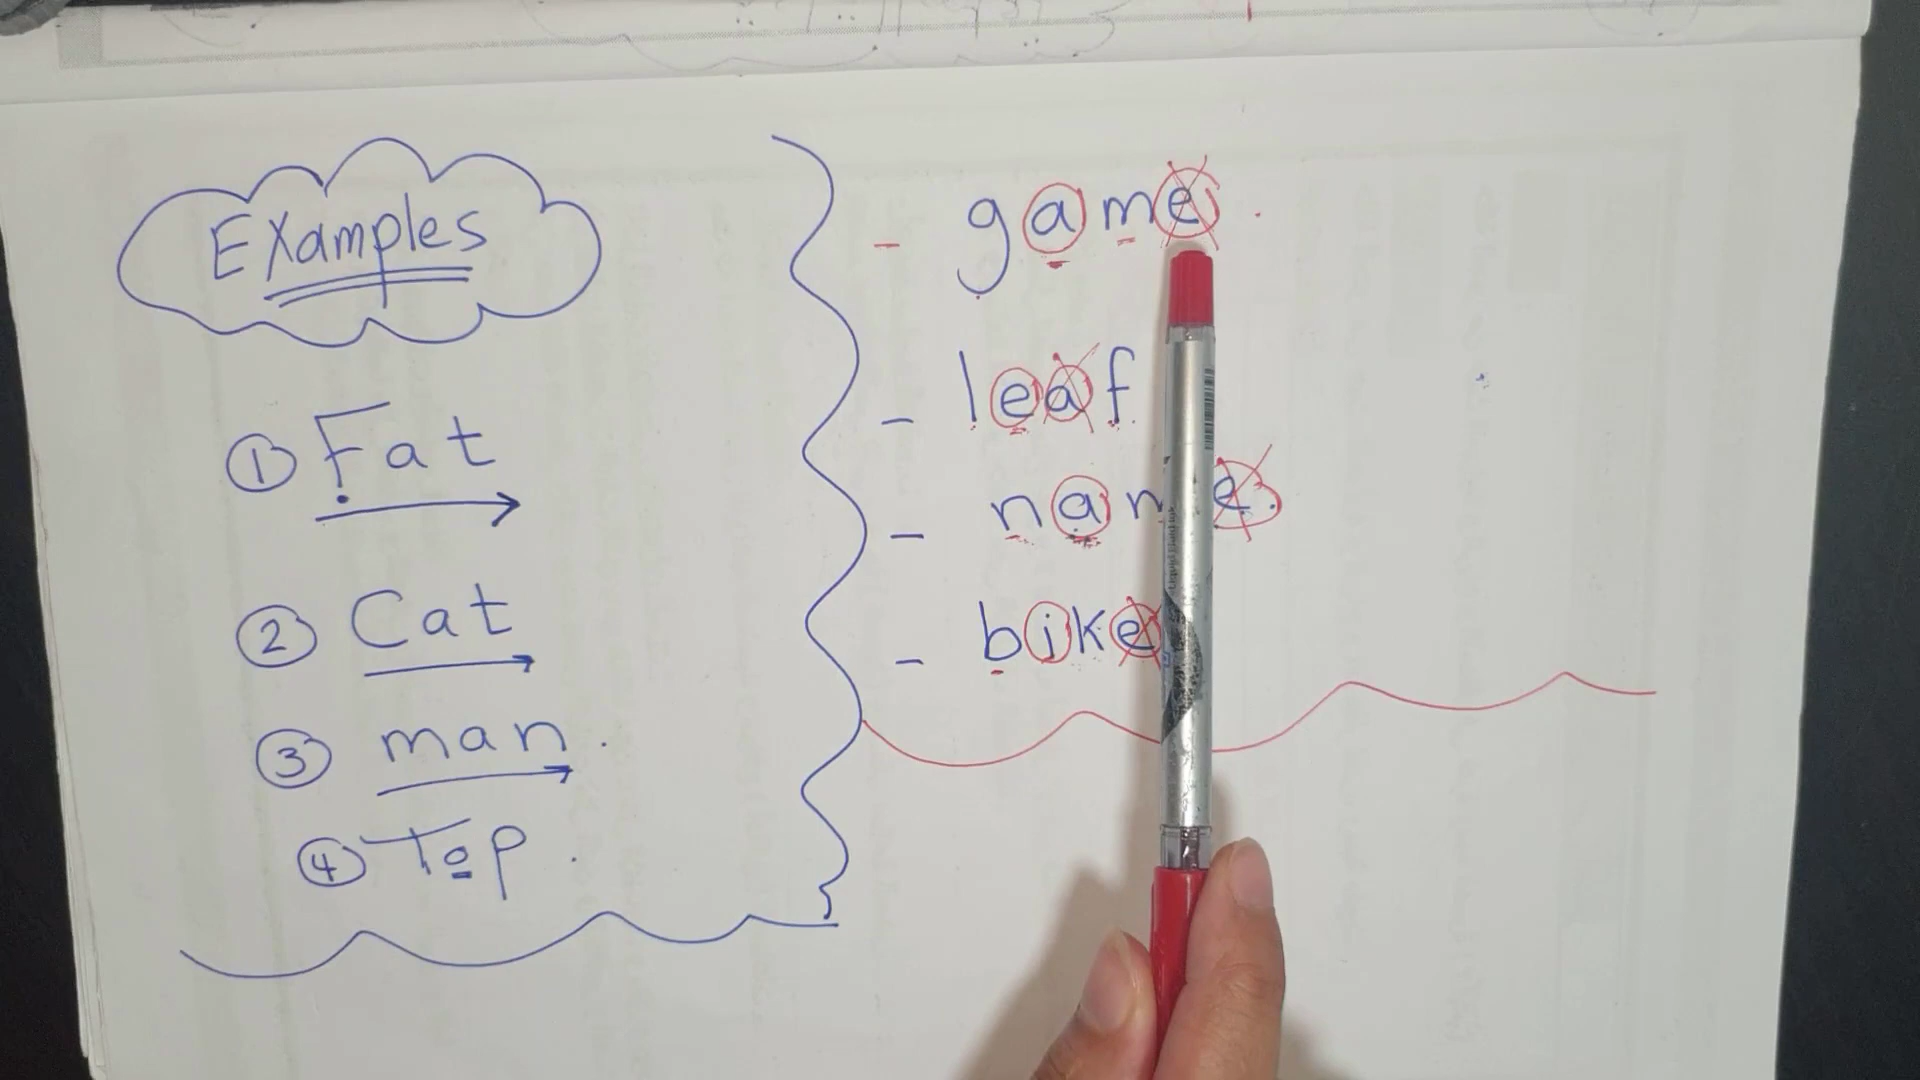 Examples
① Fat
② Cat
③ man.
④ Top.
- game.
- leaf
- name.
- bike